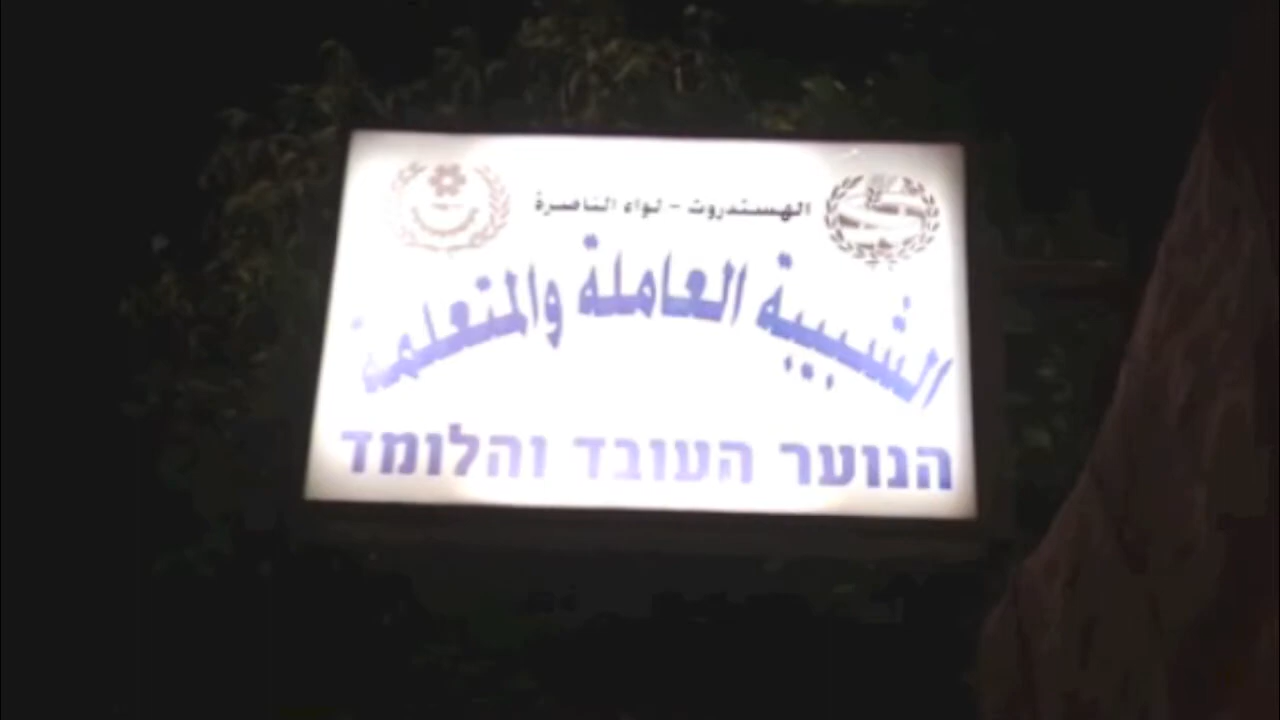 الهستدروت - لواء الناصرة
الشبيبة العاملة والمتعلمة
הנוער העובד והלומד